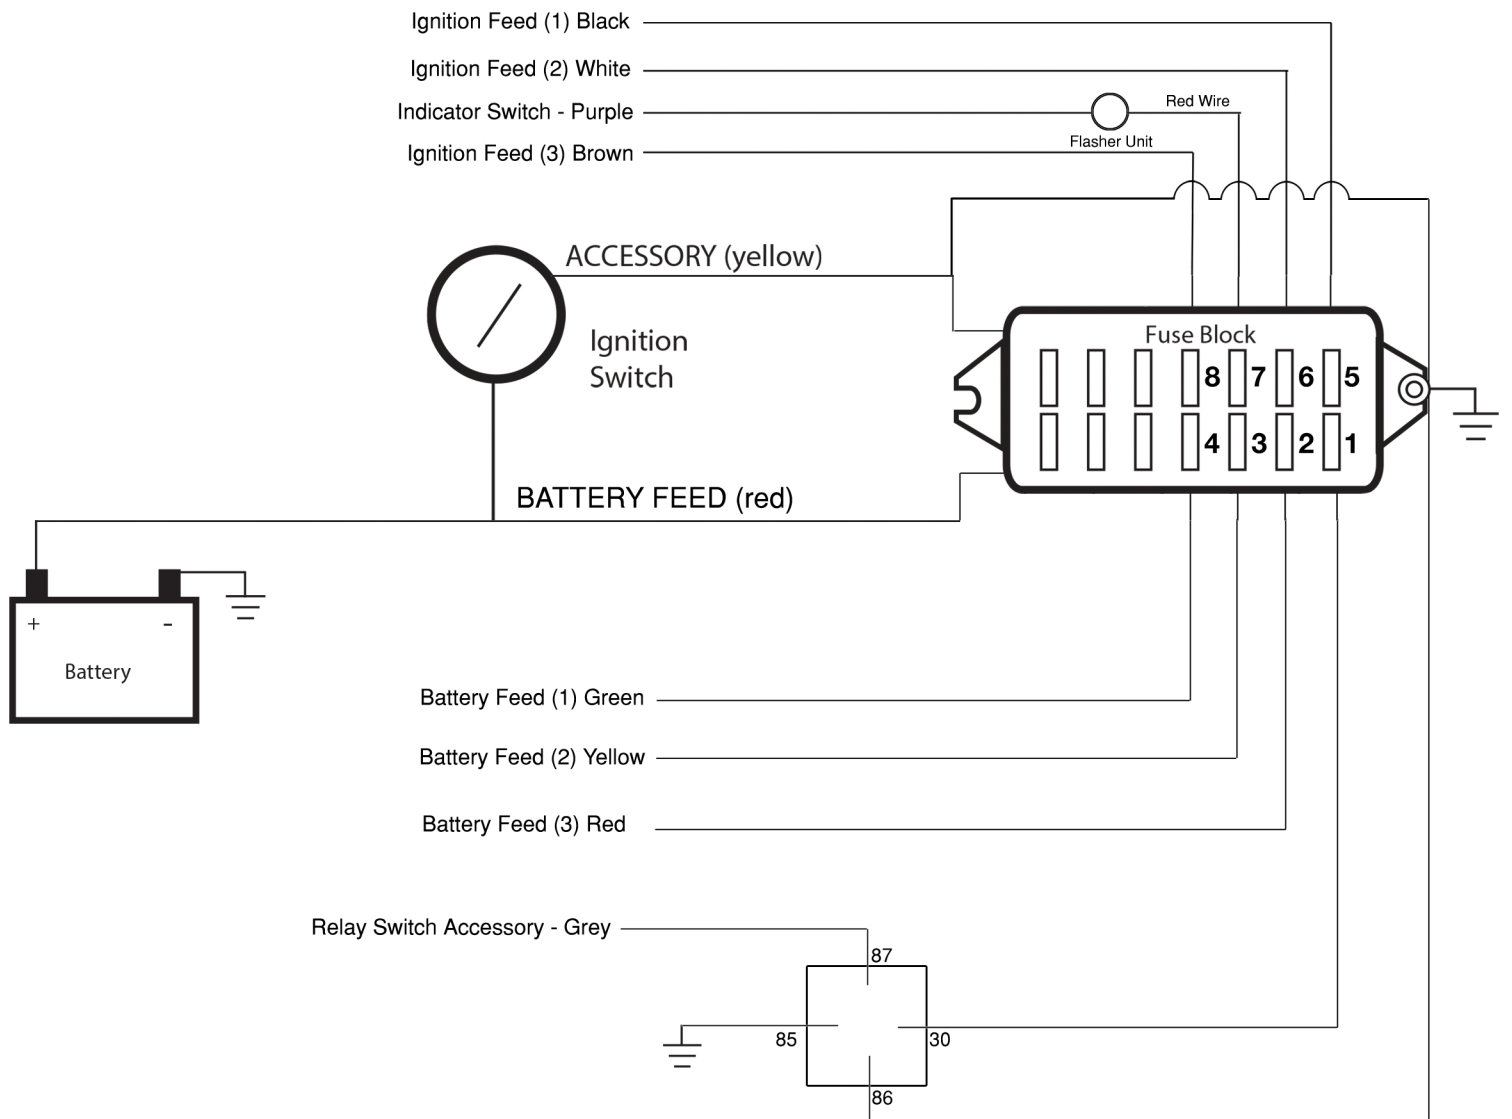 Ignition Feed (1) Black
Ignition Feed (2) White
Indicator Switch - Purple
Red Wire
Flasher Unit
Ignition Feed (3) Brown
ACCESSORY (yellow)
Ignition
Switch
Fuse Block
8 7 6 5
4 3 2 1
BATTERY FEED (red)
+ -
Battery
Battery Feed (1) Green
Battery Feed (2) Yellow
Battery Feed (3) Red
Relay Switch Accessory - Grey
87
85
30
86